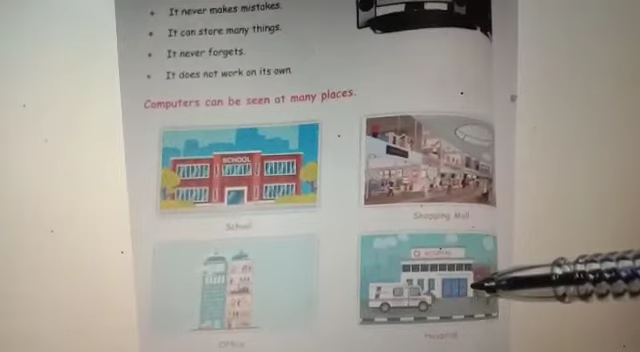 It never makes mistakes.
It can store many things.
It never forgets.
It does not work on its own
Computers can be seen at many places.
SCHOOL
School
Shopping Mall
HOSPITAL
Office
Hospital